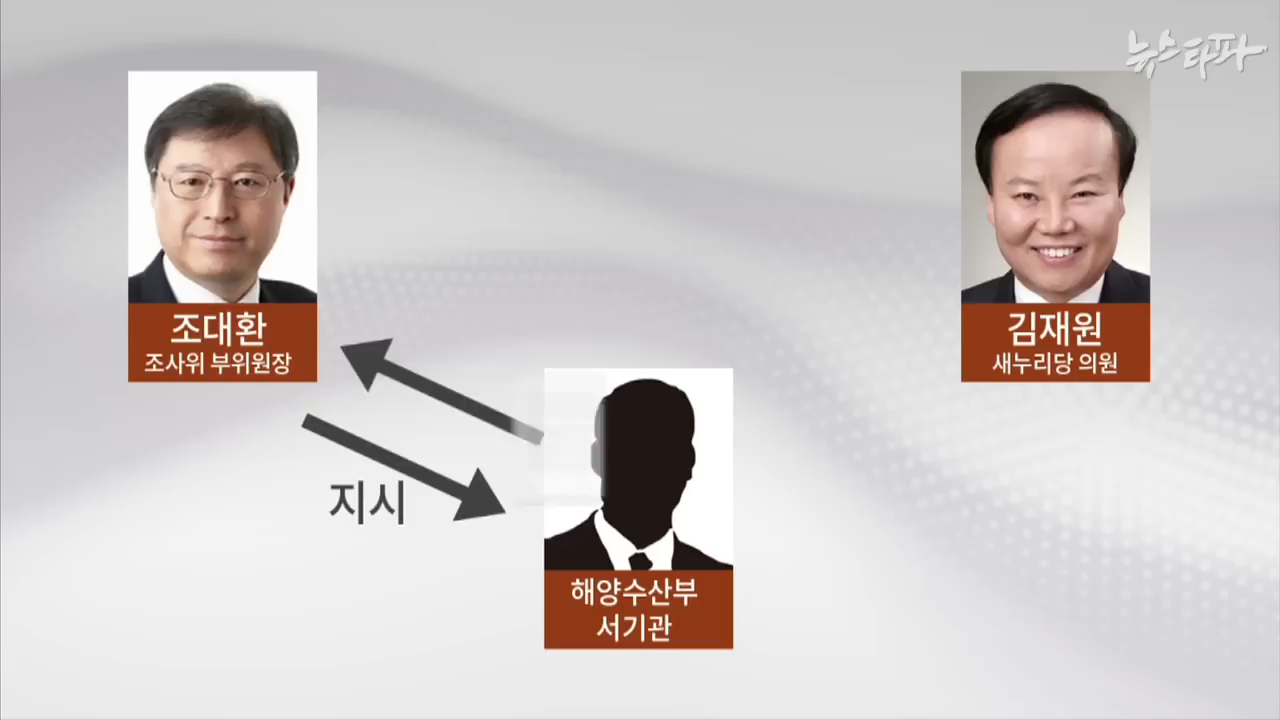 뉴스타파
조대환
조사위 부위원장
김재원
새누리당 의원
지시
해양수산부
서기관